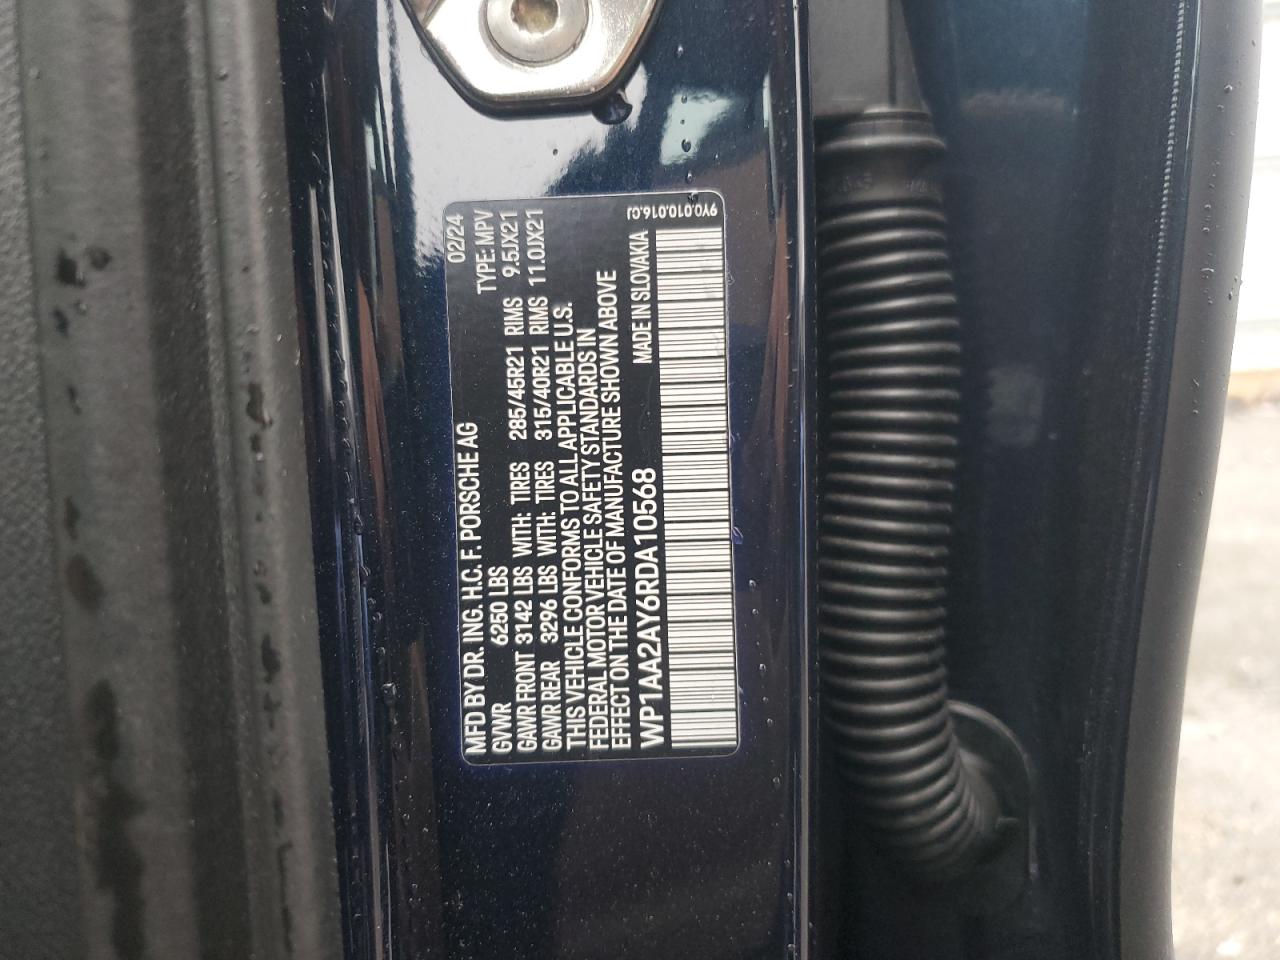 MFD BY DR. ING. H.C. F. PORSCHE AG 02/24
GVWR 6250 LBS TYPE: MPV
GAWR FRONT 3142 LBS WITH: TIRES 285/45R21 RIMS 9.5JX21
GAWR REAR 3296 LBS WITH: TIRES 315/40R21 RIMS 11.0JX21
THIS VEHICLE CONFORMS TO ALL APPLICABLE U.S.
FEDERAL MOTOR VEHICLE SAFETY STANDARDS IN
EFFECT ON THE DATE OF MANUFACTURE SHOWN ABOVE
WP1AA2AY6RDA10568 MADE IN SLOVAKIA
9Y0.010.016.CJ